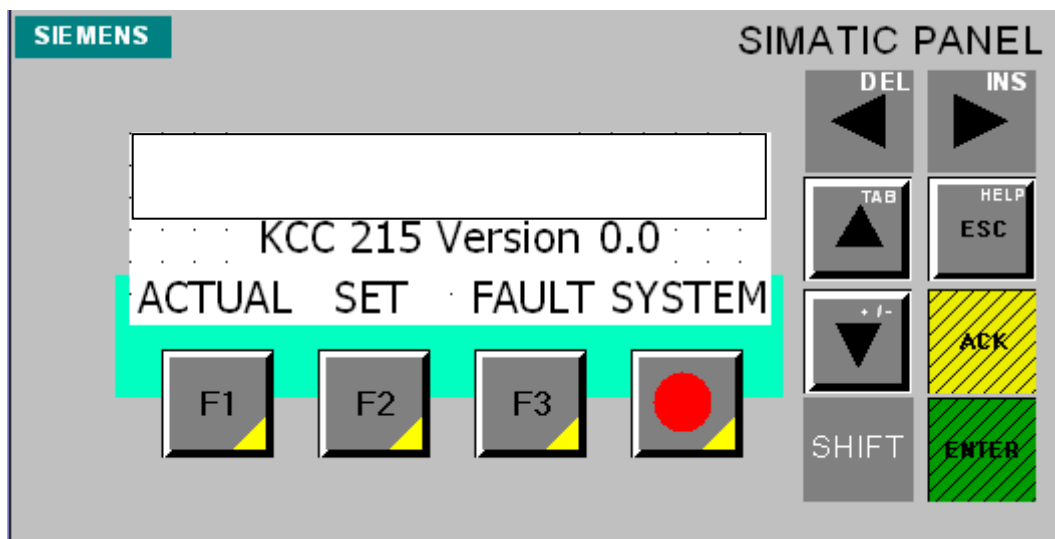 SIEMENS
SIMATIC PANEL
DEL
INS
TAB
HELP
ESC
KCC 215 Version 0.0
ACTUAL SET FAULT SYSTEM
+/-
ACK
F1
F2
F3
SHIFT
ENTER